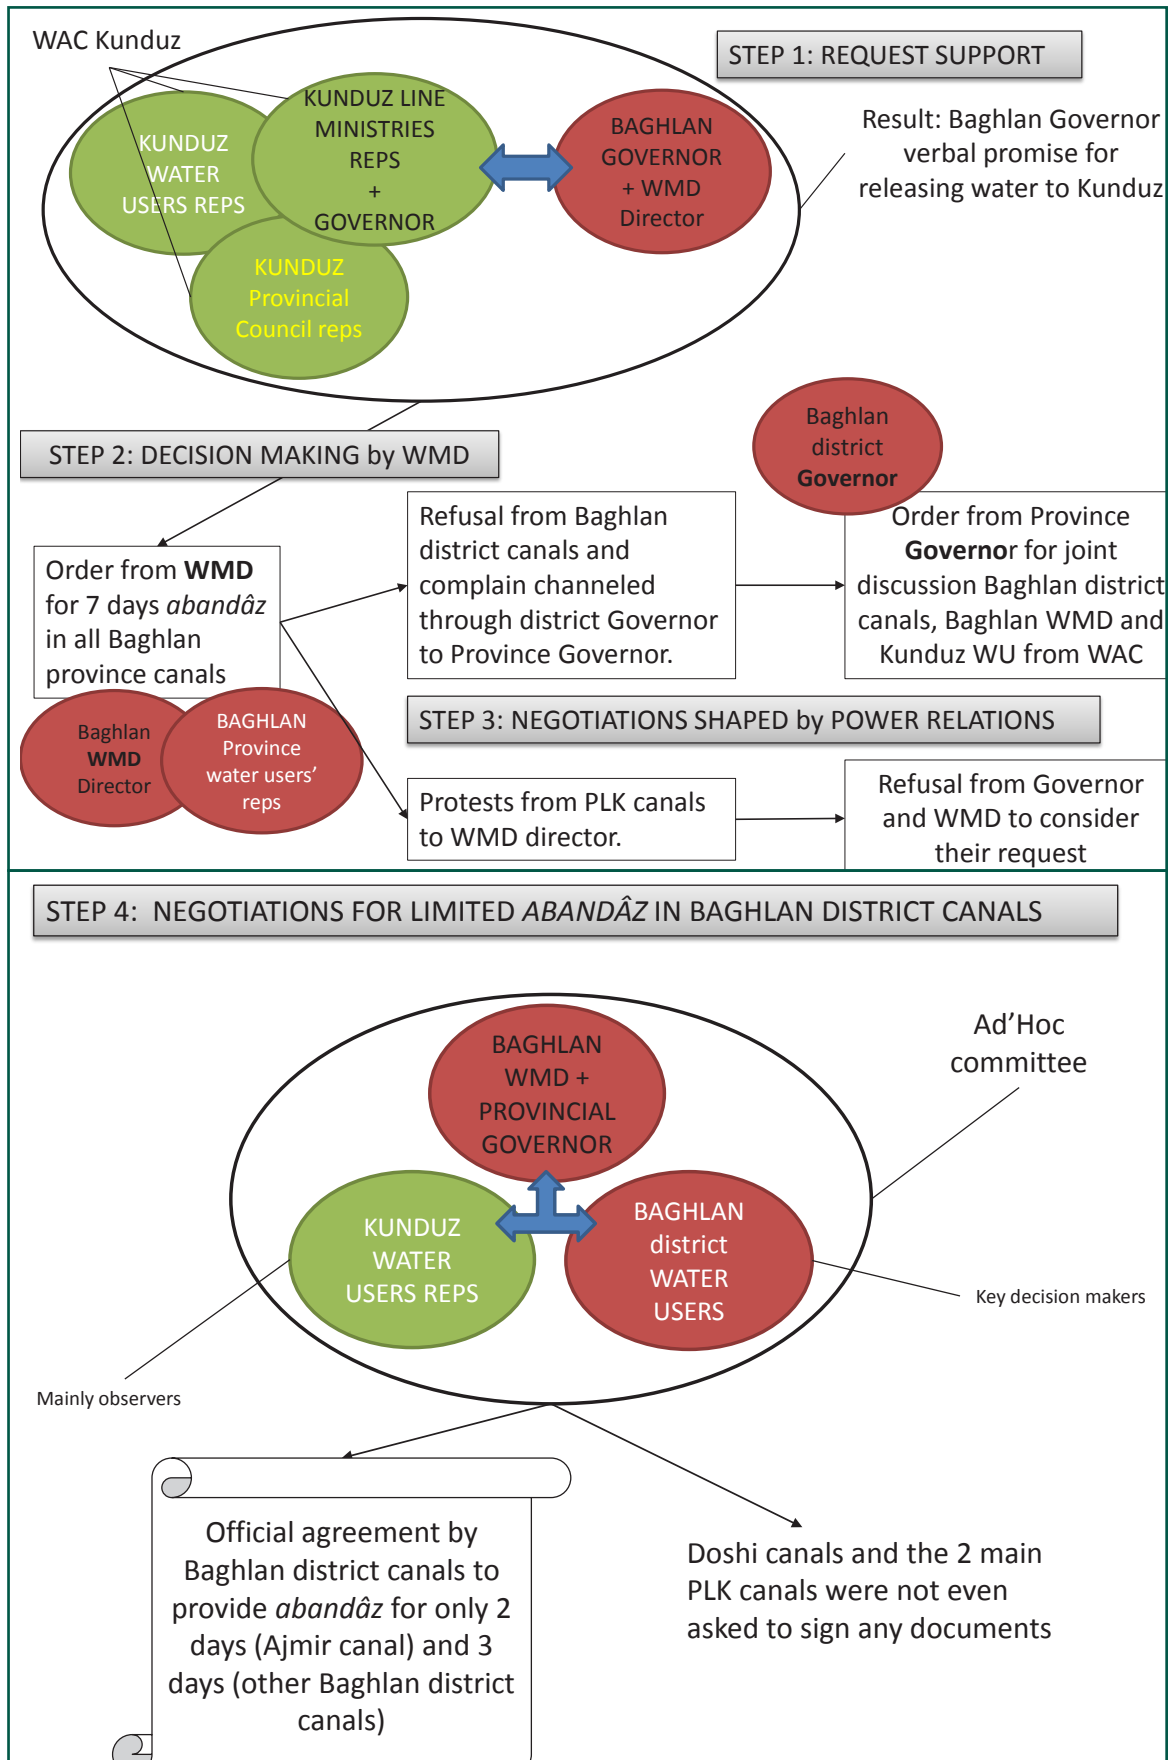 WAC Kunduz
STEP 1: REQUEST SUPPORT
KUNDUZ
WATER
USERS REPS
KUNDUZ LINE
MINISTRIES
REPS
+
GOVERNOR
BAGHLAN
GOVERNOR
+ WMD
Director
Result: Baghlan Governor
verbal promise for
releasing water to Kunduz
KUNDUZ
Provincial
Council reps
Baghlan
district
Governor
STEP 2: DECISION MAKING by WMD
Order from WMD
for 7 days abandâz
in all Baghlan
province canals
Refusal from Baghlan
district canals and
complain channeled
through district Governor
to Province Governor.
Order from Province
Governor for joint
discussion Baghlan district
canals, Baghlan WMD and
Kunduz WU from WAC
Baghlan
WMD
Director
BAGHLAN
Province
water users’
reps
STEP 3: NEGOTIATIONS SHAPED by POWER RELATIONS
Protests from PLK canals
to WMD director.
Refusal from Governor
and WMD to consider
their request
STEP 4: NEGOTIATIONS FOR LIMITED ABANDÂZ IN BAGHLAN DISTRICT CANALS
Ad’Hoc
committee
BAGHLAN
WMD +
PROVINCIAL
GOVERNOR
KUNDUZ
WATER
USERS REPS
BAGHLAN
district
WATER
USERS
Key decision makers
Mainly observers
Official agreement by
Baghlan district canals to
provide abandâz for only 2
days (Ajmir canal) and 3
days (other Baghlan district
canals)
Doshi canals and the 2 main
PLK canals were not even
asked to sign any documents